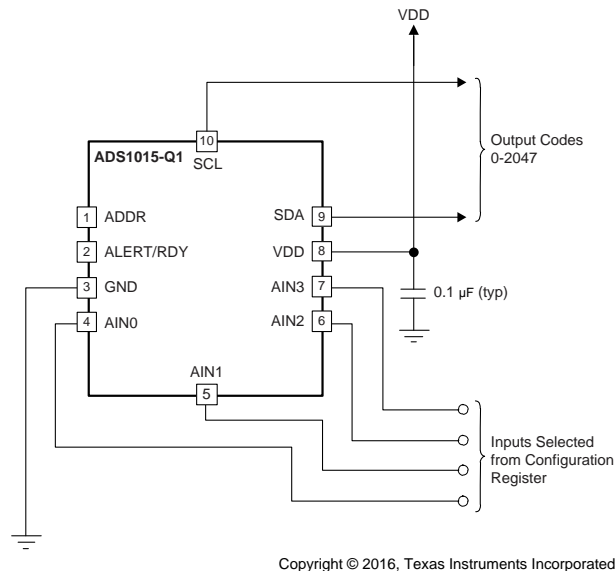 VDD
10
ADS1015-Q1
SCL
Output Codes
0-2047
1 ADDR
SDA 9
2 ALERT/RDY
VDD 8
3 GND
AIN3 7
0.1 µF (typ)
4 AIN0
AIN2 6
AIN1
5
Inputs Selected
from Configuration
Register
Copyright © 2016, Texas Instruments Incorporated